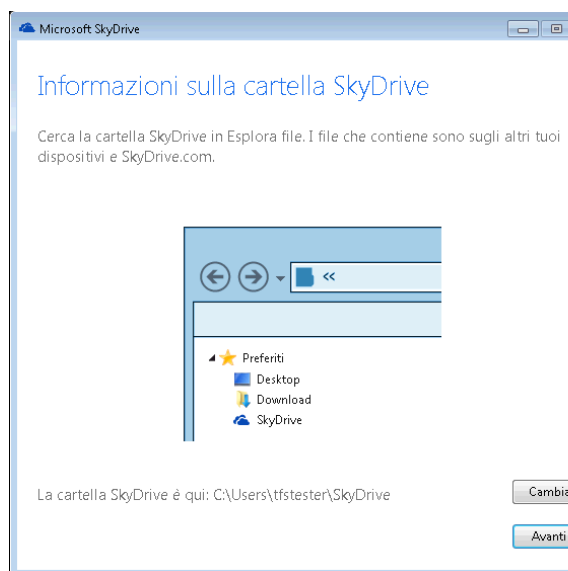 Microsoft SkyDrive
Informazioni sulla cartella SkyDrive
Cerca la cartella SkyDrive in Esplora file. I file che contiene sono sugli altri tuoi
dispositivi e SkyDrive.com.
«
Preferiti
Desktop
Download
SkyDrive
La cartella SkyDrive è qui: C:\Users\tfstester\SkyDrive
Cambia
Avanti